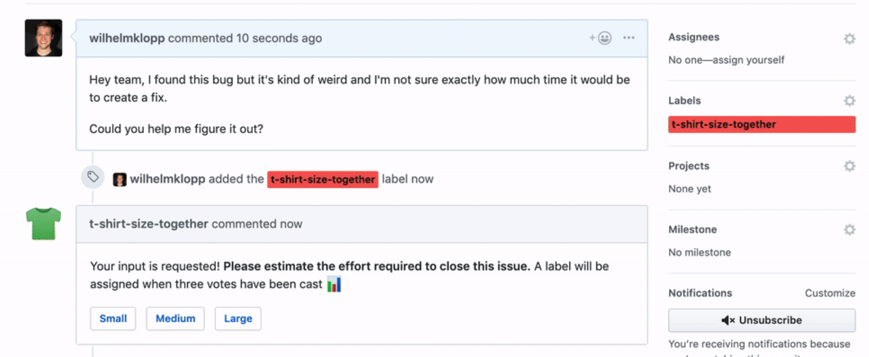 wilhelmklopp commented 10 seconds ago
Hey team, I found this bug but it's kind of weird and I'm not sure exactly how much time it would be
to create a fix.
Could you help me figure it out?
wilhelmklopp added the t-shirt-size-together label now
t-shirt-size-together commented now
Your input is requested! Please estimate the effort required to close this issue. A label will be
assigned when three votes have been cast
Small Medium Large
Assignees
No one—assign yourself
Labels
t-shirt-size-together
Projects
None yet
Milestone
No milestone
Notifications Customize
Unsubscribe
You're receiving notifications because